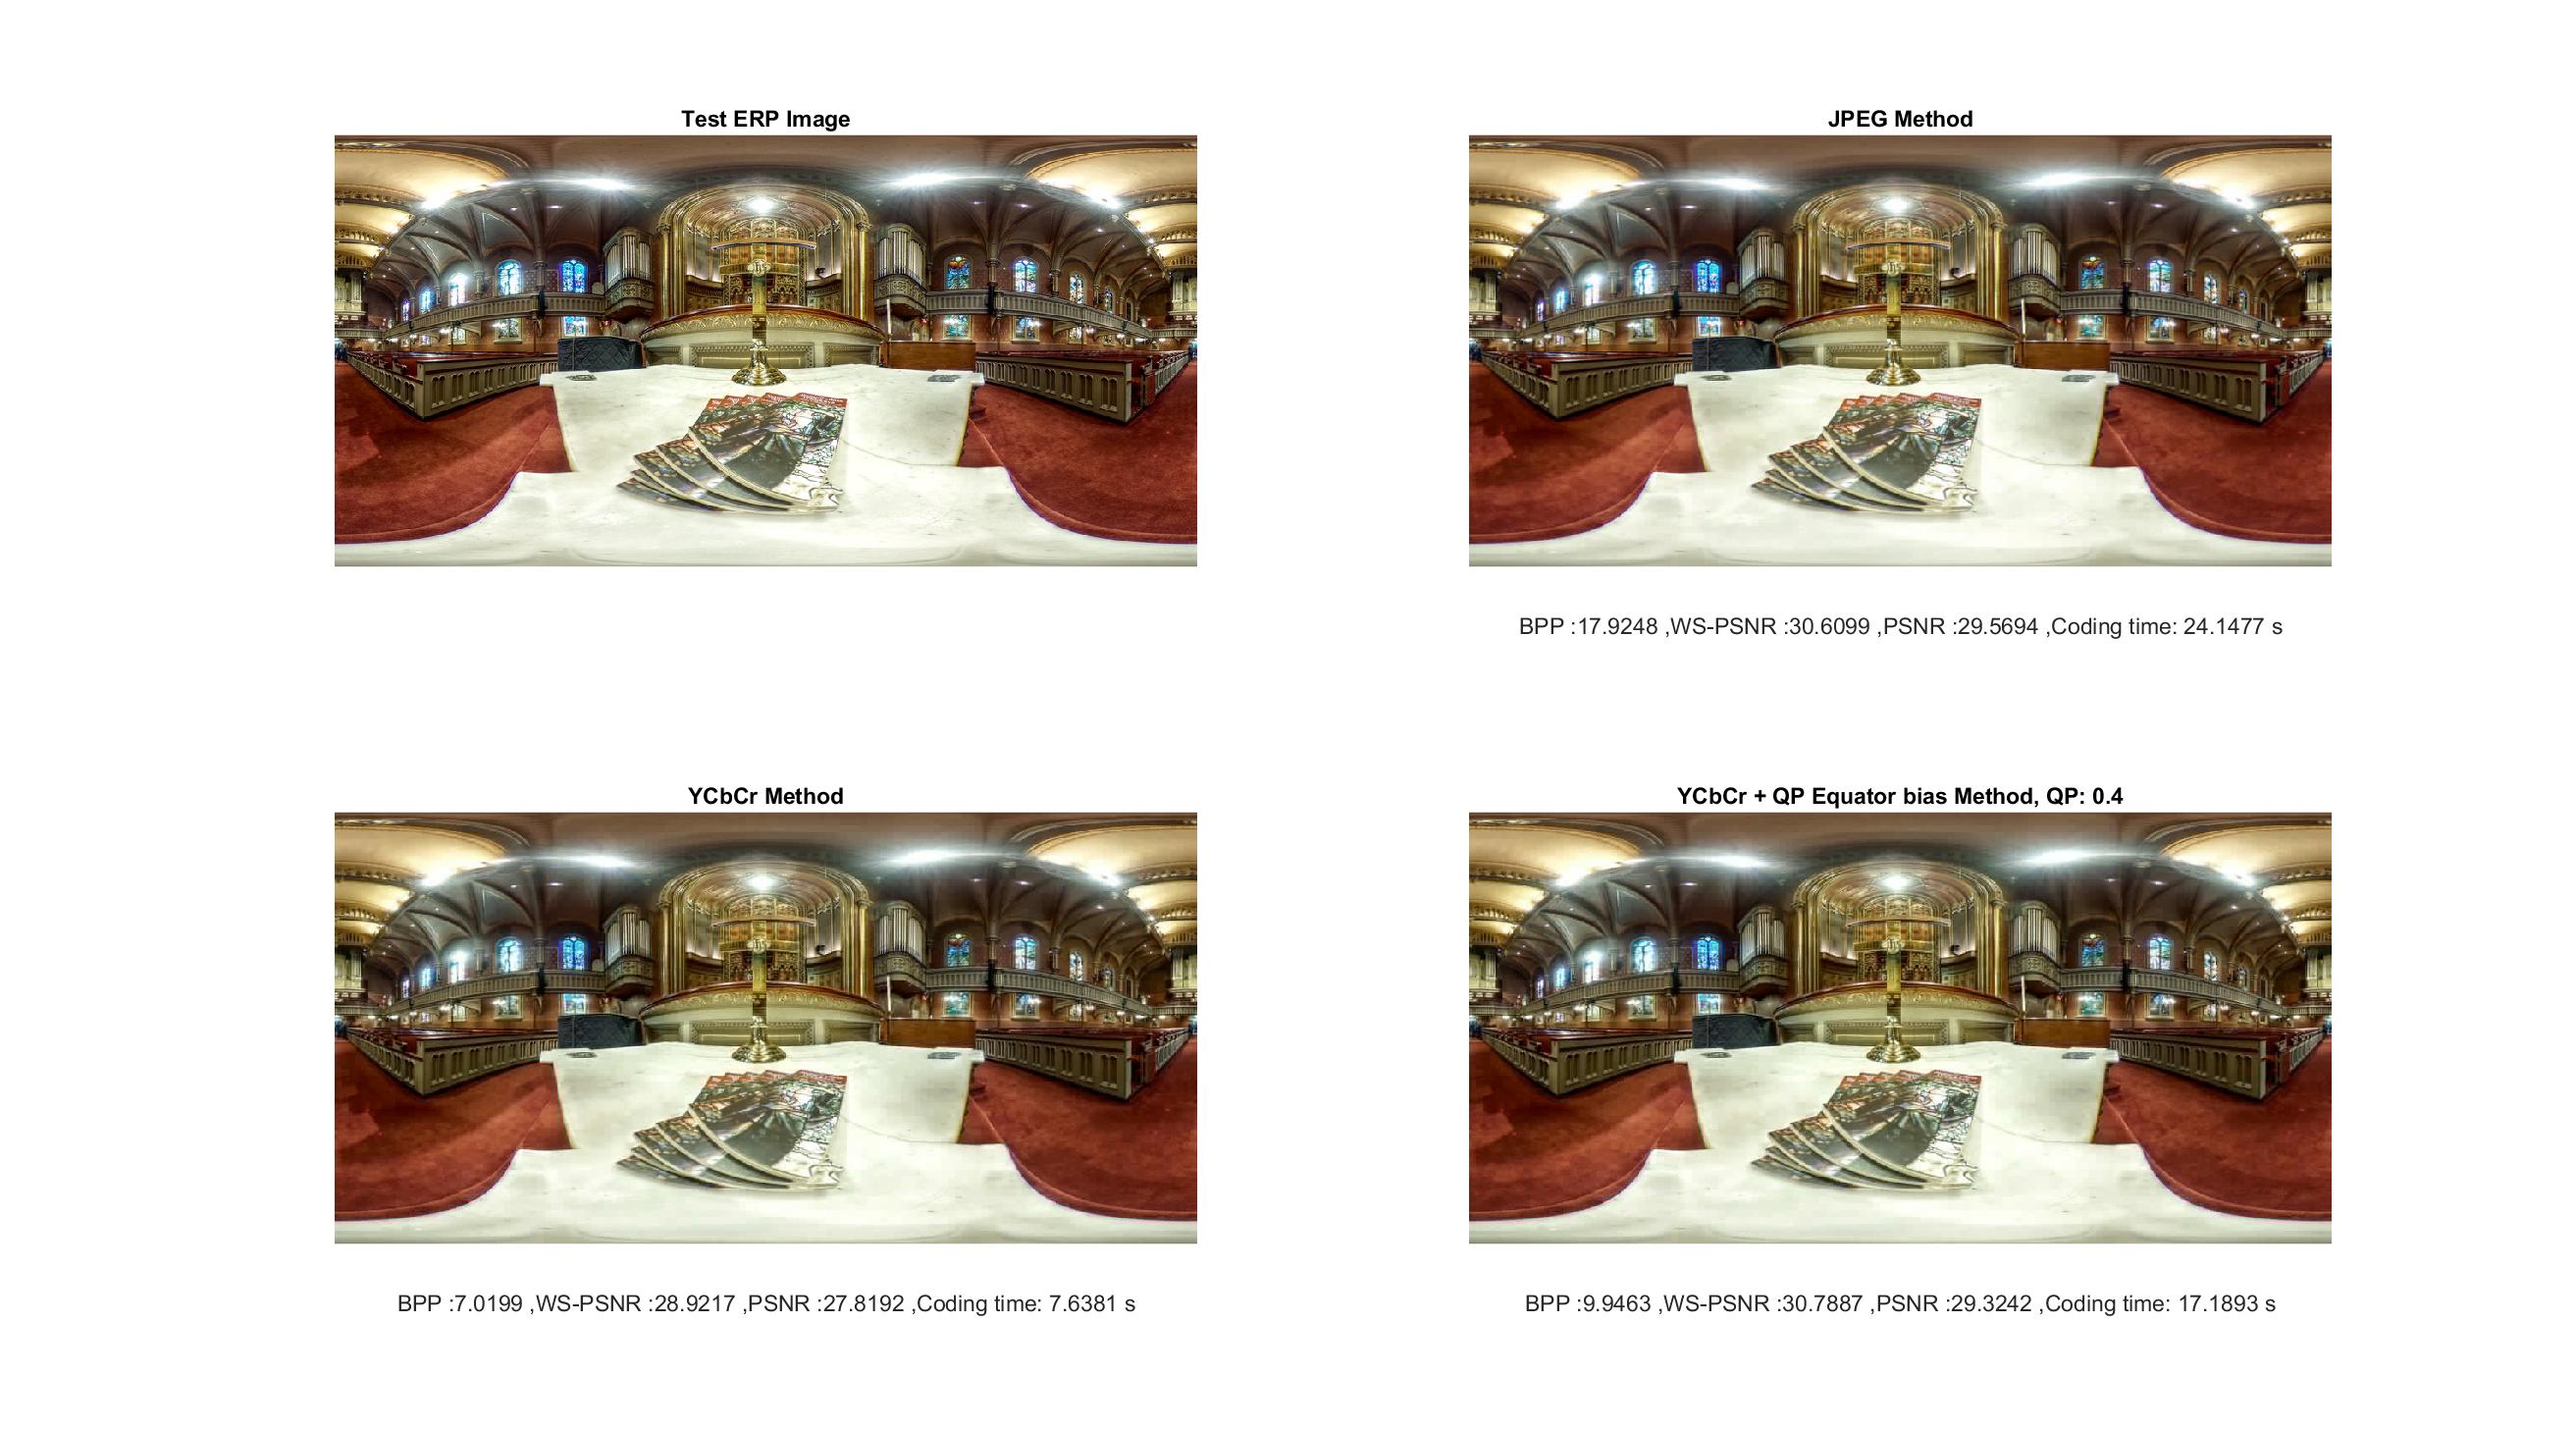 Test ERP Image
JPEG Method
BPP :17.9248 ,WS-PSNR :30.6099 ,PSNR :29.5694 ,Coding time: 24.1477 s
YCbCr Method
YCbCr + QP Equator bias Method, QP: 0.4
BPP :7.0199 ,WS-PSNR :28.9217 ,PSNR :27.8192 ,Coding time: 7.6381 s
BPP :9.9463 ,WS-PSNR :30.7887 ,PSNR :29.3242 ,Coding time: 17.1893 s